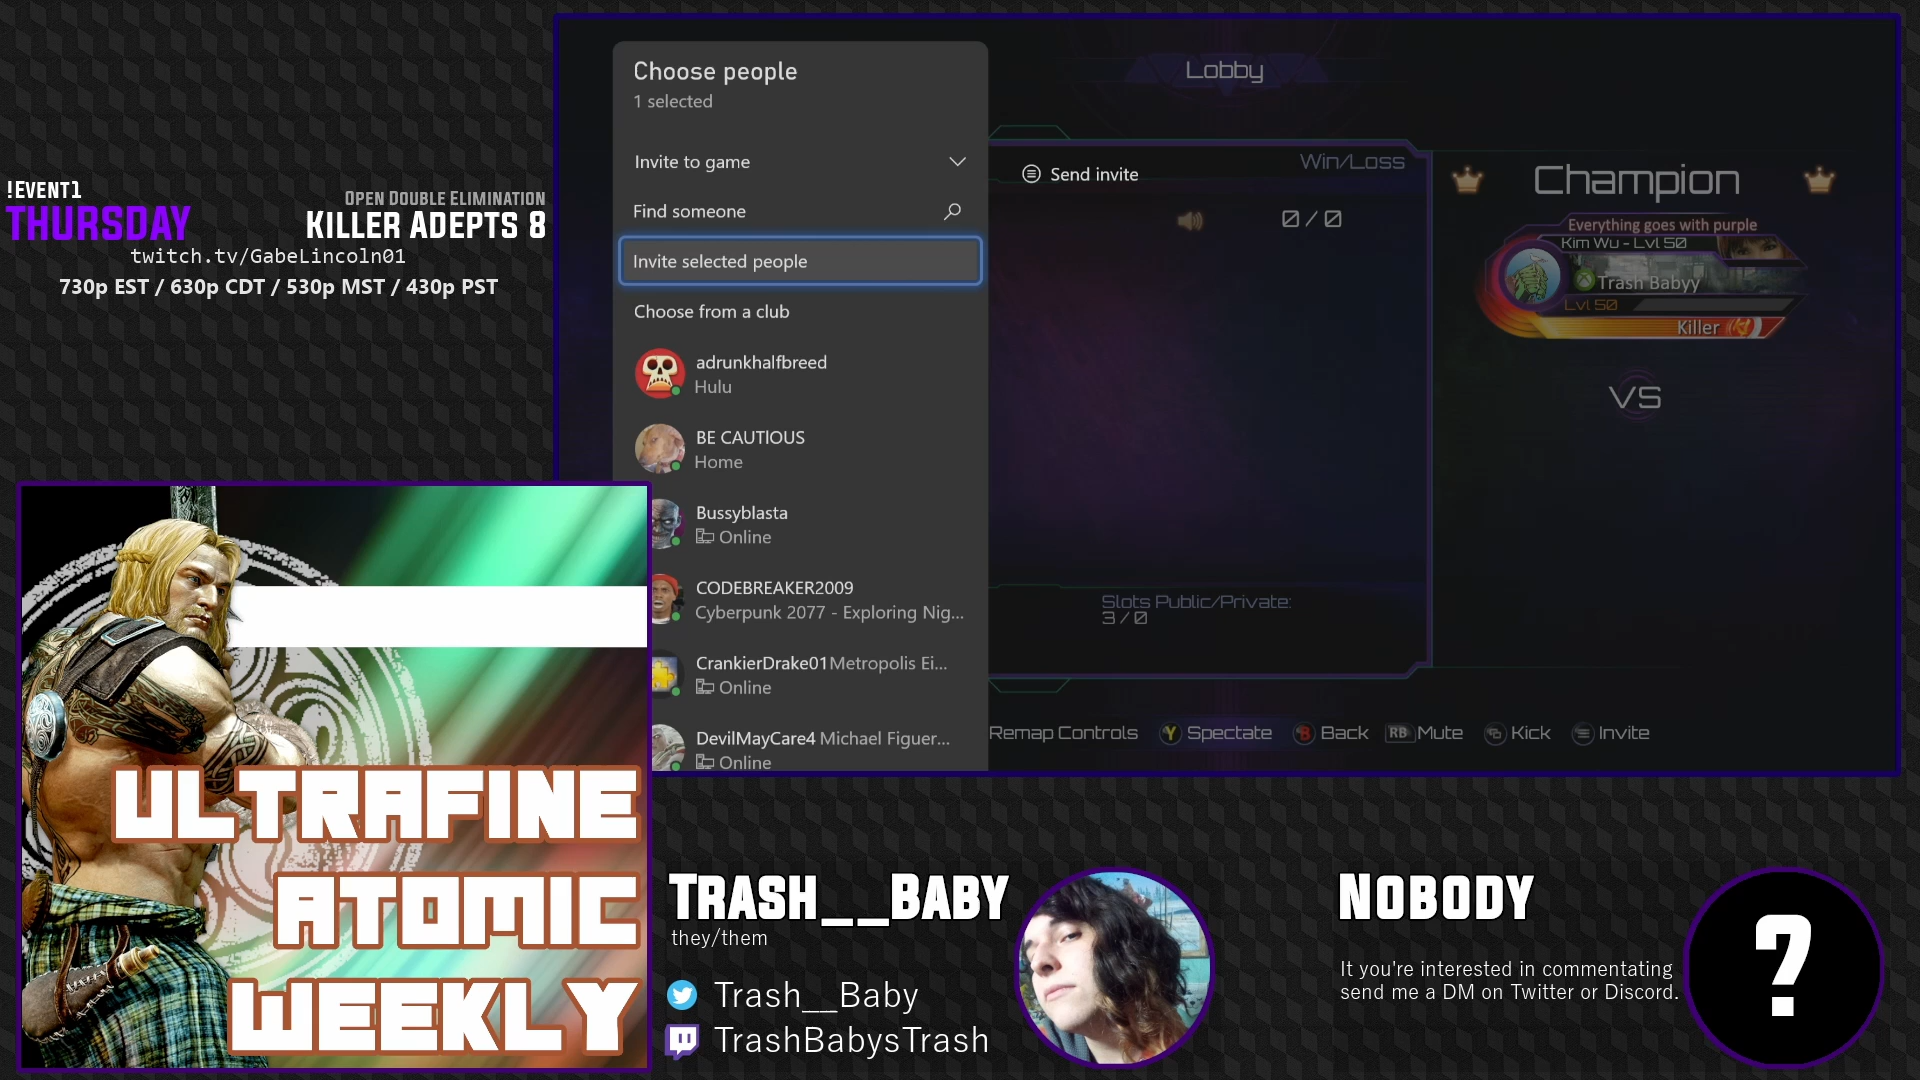 !EVENT1
THURSDAY
OPEN DOUBLE ELIMINATION
KILLER ADEPTS 8
twitch.tv/GabeLincoln01
730p EST / 630p CDT / 530p MST / 430p PST
Choose people
1 selected
Invite to game
Find someone
Invite selected people
Choose from a club
adrunkhalfbreed
Hulu
BE CAUTIOUS
Home
Bussyblasta
Online
CODEBREAKER2009
Cyberpunk 2077 - Exploring Nig...
CrankierDrake01 Metropolis Ei...
Online
DevilMayCare4 Michael Figuer...
Online
Lobby
Send invite
Win/Loss
0 / 0
Slots Public/Private:
3 / 0
Champion
Everything goes with purple
Kim Wu - Lvl 50
Trash Babyy
Lvl 50
Killer
VS
Remap Controls
Y Spectate
B Back
RB Mute
Kick
Invite
ULTRAFINE
ATOMIC
WEEKLY
TRASH__BABY
they/them
Trash__Baby
TrashBabysTrash
NOBODY
It you're interested in commentating
send me a DM on Twitter or Discord.
?